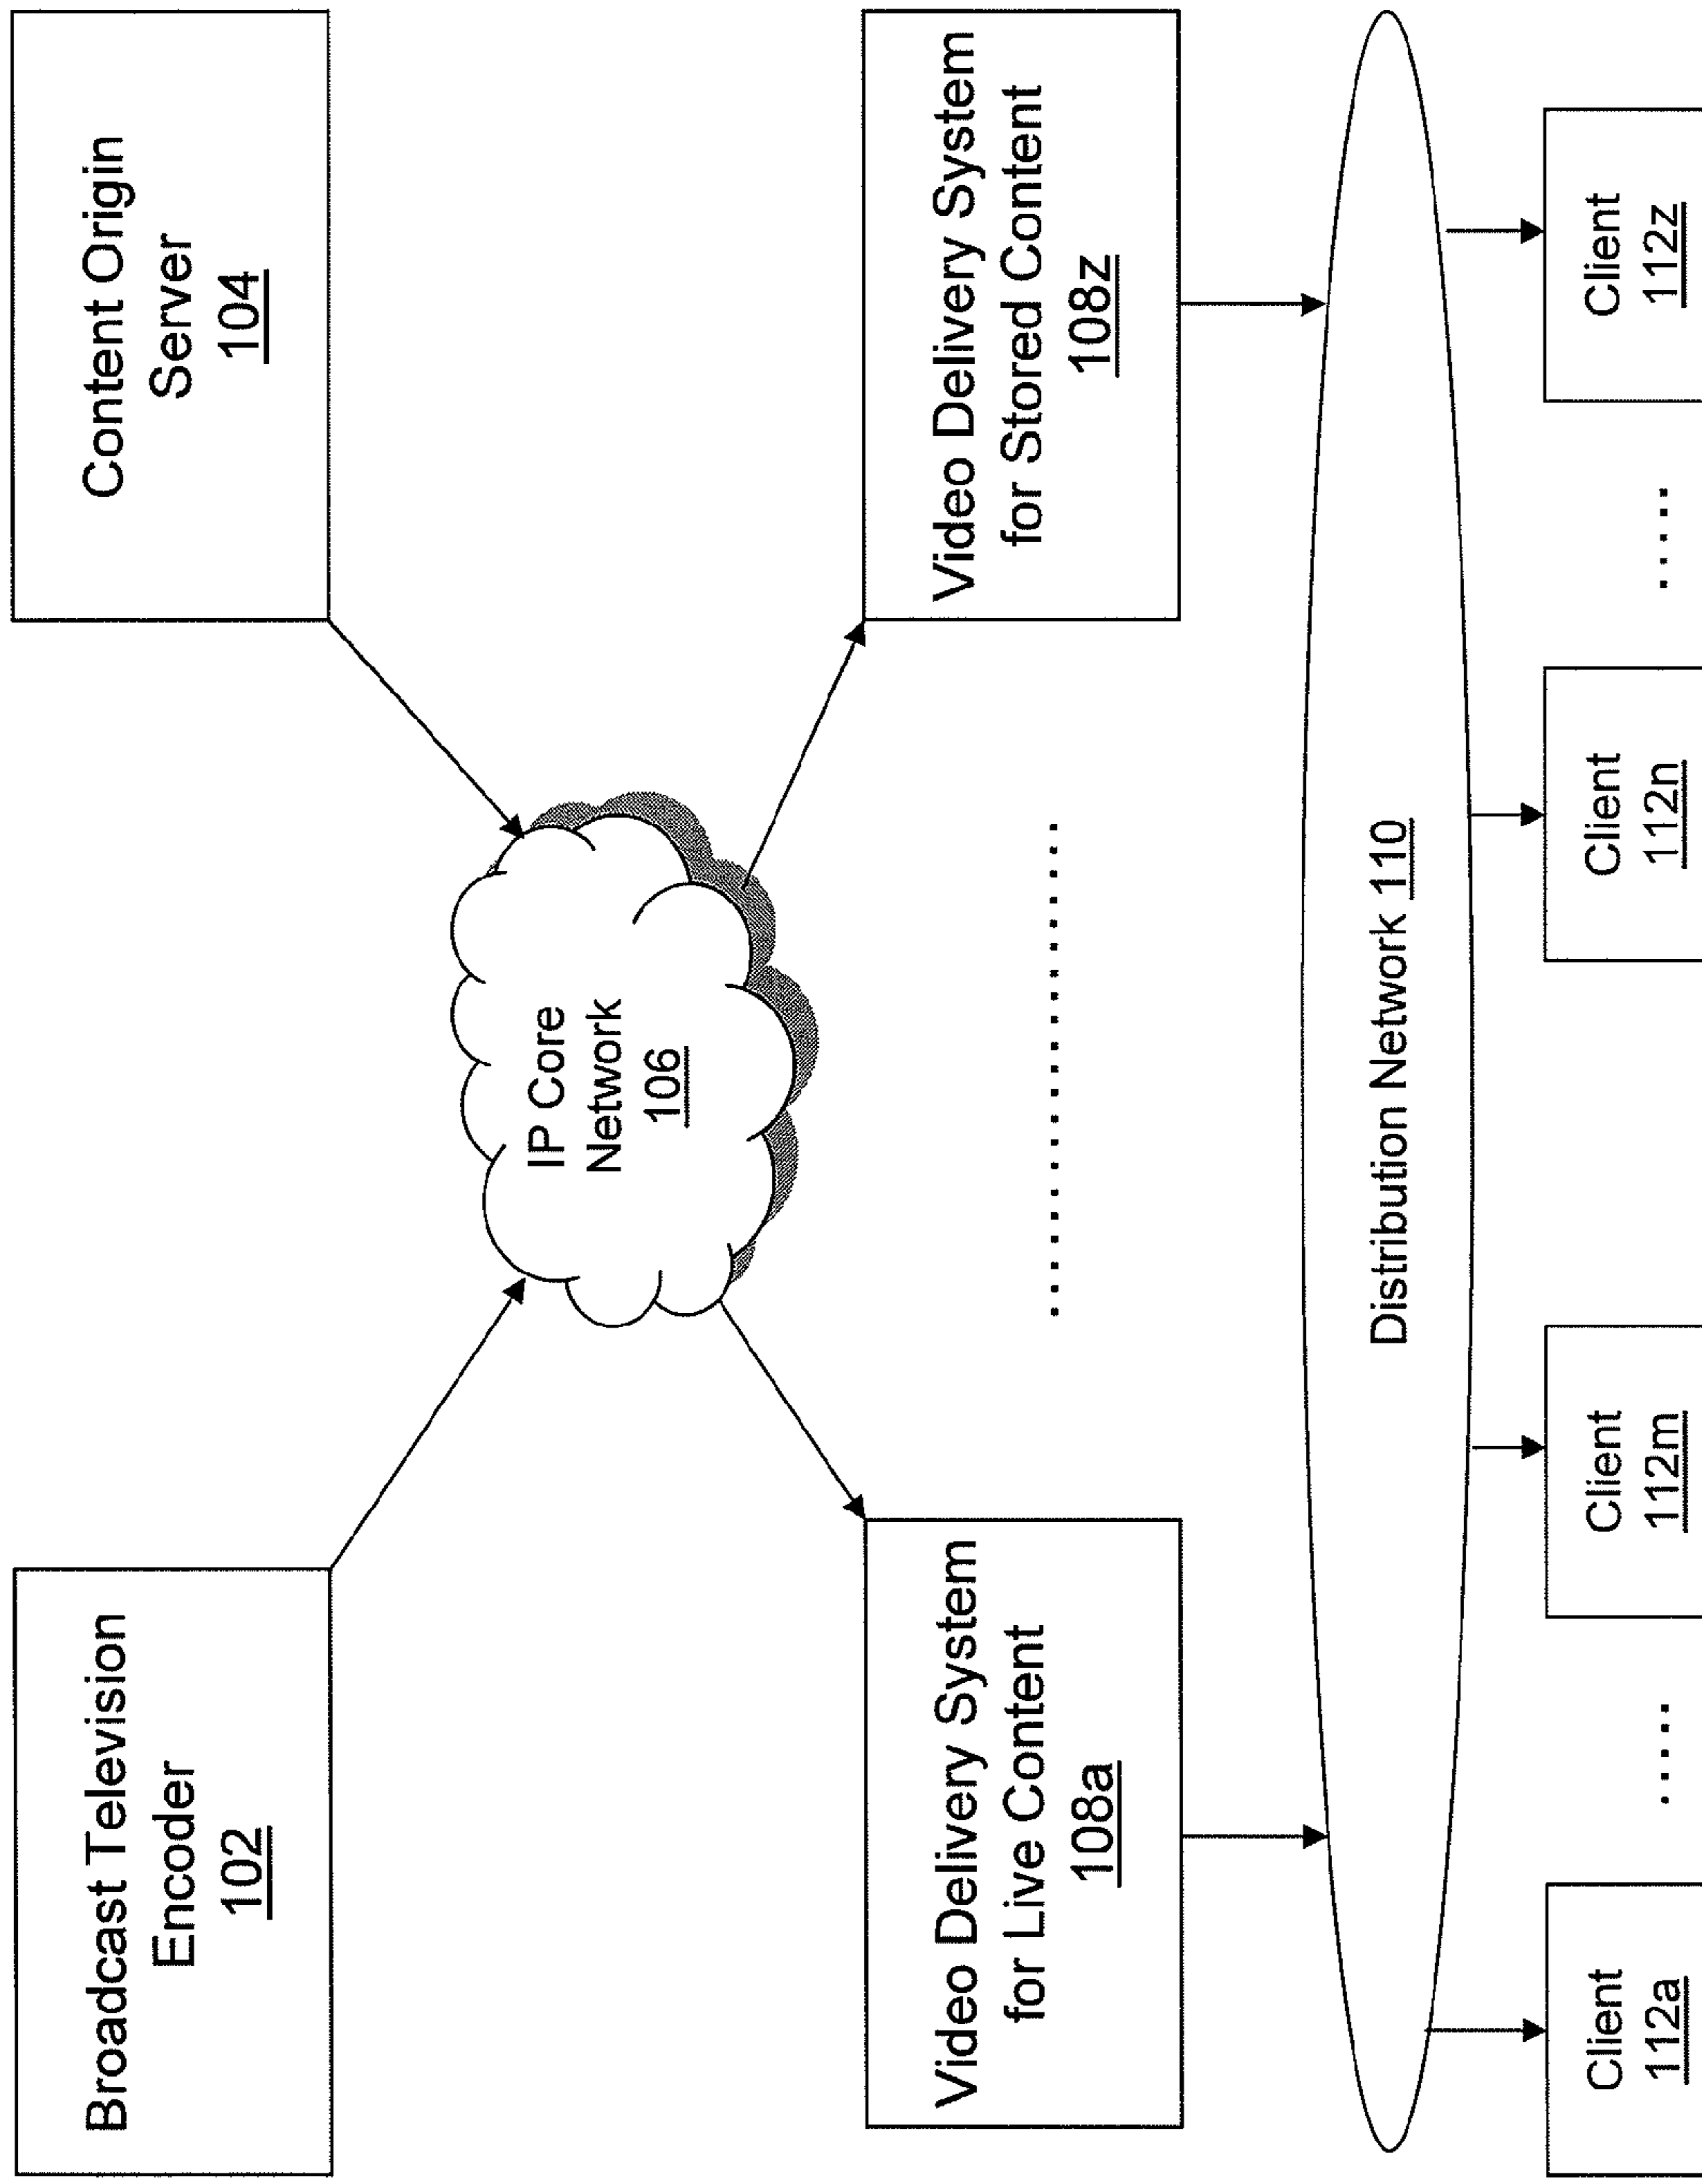 Broadcast Television
Encoder
102
Content Origin
Server
104
IP Core
Network
106
Video Delivery System
for Live Content
108a
Video Delivery System
for Stored Content
108z
Distribution Network 110
Client
112a
Client
112m
Client
112n
Client
112z